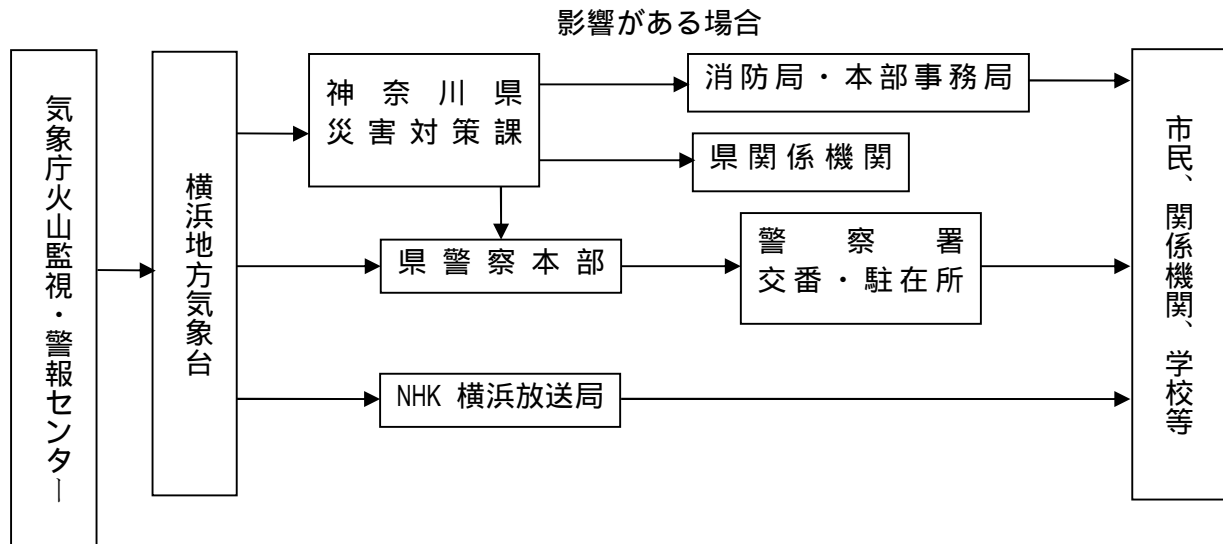 影響がある場合
気象庁火山監視・警報センター
横浜地方気象台
神奈川県
災害対策課
消防局・本部事務局
県関係機関
県警察本部
警察署
交番・駐在所
NHK 横浜放送局
市民、関係機関、学校等